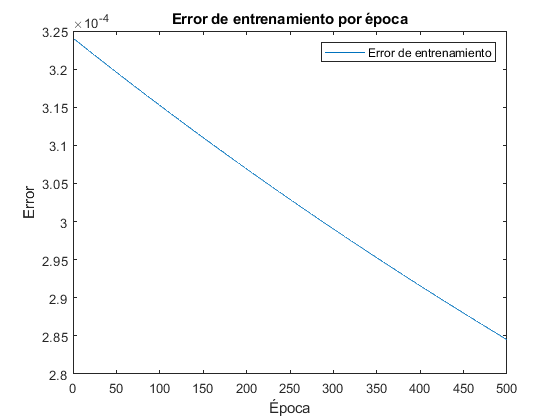 ×10⁻⁴
Error de entrenamiento por época
3.25
3.2
3.15
3.1
3.05
3
2.95
2.9
2.85
2.8
Error
Error de entrenamiento
0 50 100 150 200 250 300 350 400 450 500
Época